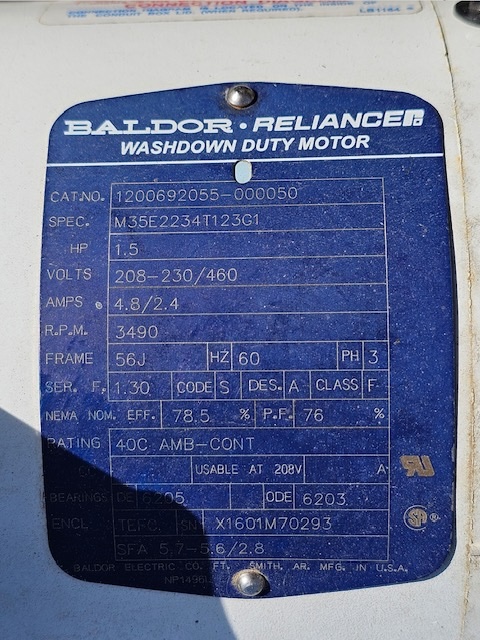 BALDOR · RELIANCE
WASHDOWN DUTY MOTOR
CAT.NO. 1200692055-000050
SPEC. M35E2234T123G1
HP 1.5
VOLTS 208-230/460
AMPS 4.8/2.4
R.P.M. 3490
FRAME 56J HZ 60 PH 3
SER. F. 1.30 CODE S DES. A CLASS F
NEMA NOM. EFF. 78.5 % P.F. 76 %
RATING 40C AMB-CONT
USABLE AT 208V A
BEARINGS DE 6205 ODE 6203
ENCL. TEFC SN X1601M70293
SFA 5.7-5.6/2.8
BALDOR ELECTRIC CO. FT. SMITH, AR. MFG. IN U.S.A.